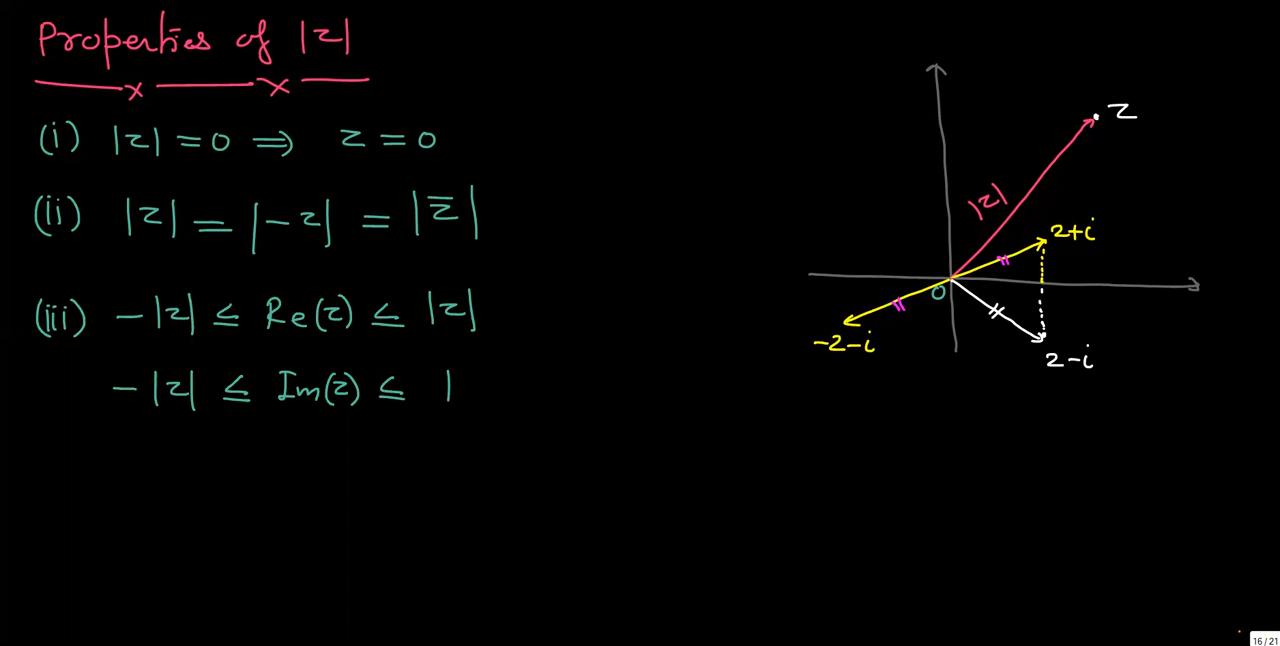 Properties of |z|
(i) |z| = 0 ⟹ z = 0
(ii) |z| = |-z| = |z̅|
(iii) -|z| ≤ Re(z) ≤ |z|
-|z| ≤ Im(z) ≤ |
z
|z|
2+i
0
-2-i
2-i
16 / 21